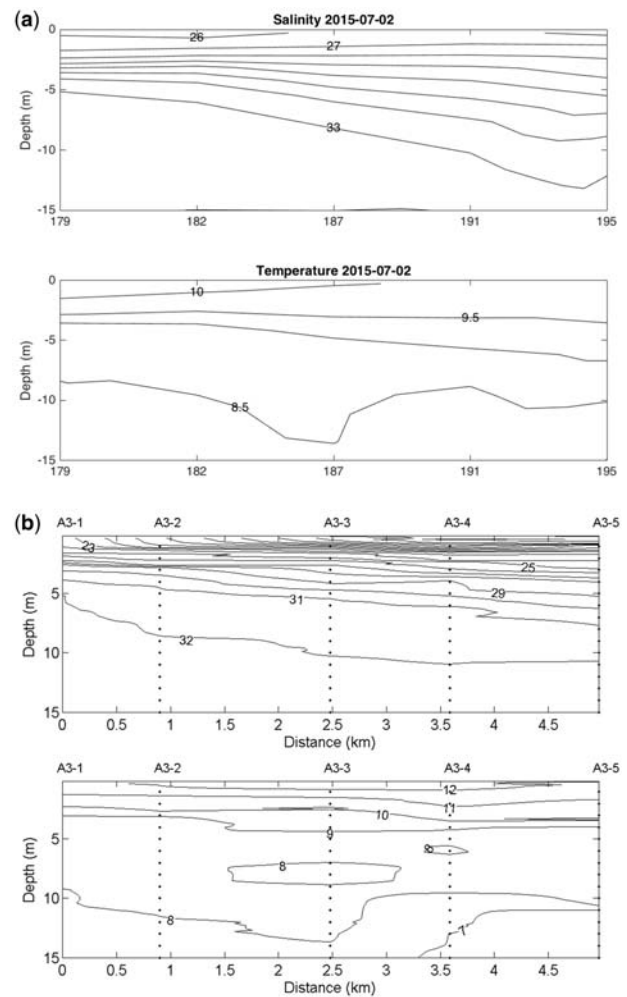 (a)
Salinity 2015-07-02
0
26
27
-5
33
-10
-15
Depth (m)
179 182 187 191 195
Temperature 2015-07-02
0
10
9.5
-5
8.5
-10
-15
Depth (m)
179 182 187 191 195
(b)
A3-1 A3-2 A3-3 A3-4 A3-5
23
25
5
29
31
32
10
15
Depth (m)
0 0.5 1 1.5 2 2.5 3 3.5 4 4.5
Distance (km)
A3-1 A3-2 A3-3 A3-4 A3-5
12
11
10
9
5
8
8
10
8
7
15
Depth (m)
0 0.5 1 1.5 2 2.5 3 3.5 4 4.5
Distance (km)